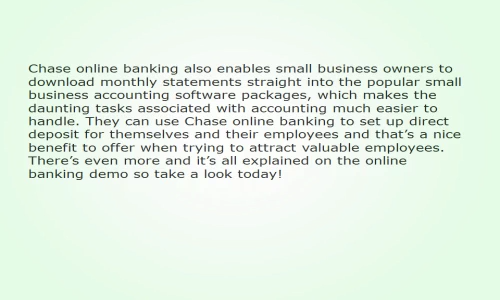 Chase online banking also enables small business owners to
download monthly statements straight into the popular small
business accounting software packages, which makes the
daunting tasks associated with accounting much easier to
handle. They can use Chase online banking to set up direct
deposit for themselves and their employees and that’s a nice
benefit to offer when trying to attract valuable employees.
There’s even more and it’s all explained on the online
banking demo so take a look today!